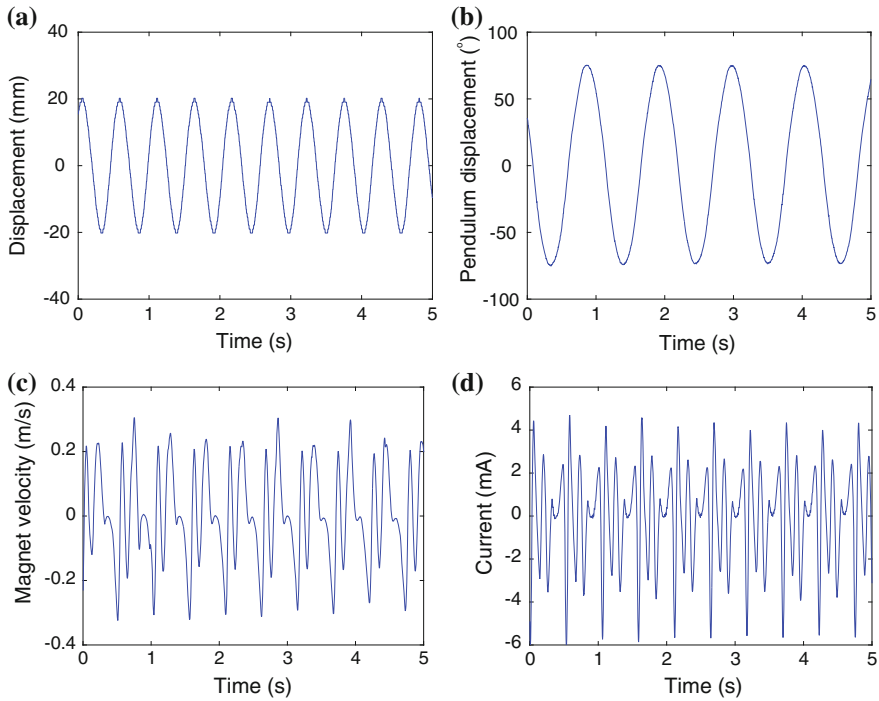 (a)
40
20
0
-20
-40
Displacement (mm)
0 1 2 3 4 5
Time (s)
(b)
100
50
0
-50
-100
Pendulum displacement (°)
0 1 2 3 4 5
Time (s)
(c)
0.4
0.2
0
-0.2
-0.4
Magnet velocity (m/s)
0 1 2 3 4 5
Time (s)
(d)
6
4
2
0
-2
-4
-6
Current (mA)
0 1 2 3 4 5
Time (s)